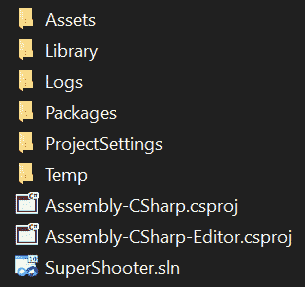 Assets
Library
Logs
Packages
ProjectSettings
Temp
Assembly-CSharp.csproj
Assembly-CSharp-Editor.csproj
SuperShooter.sln